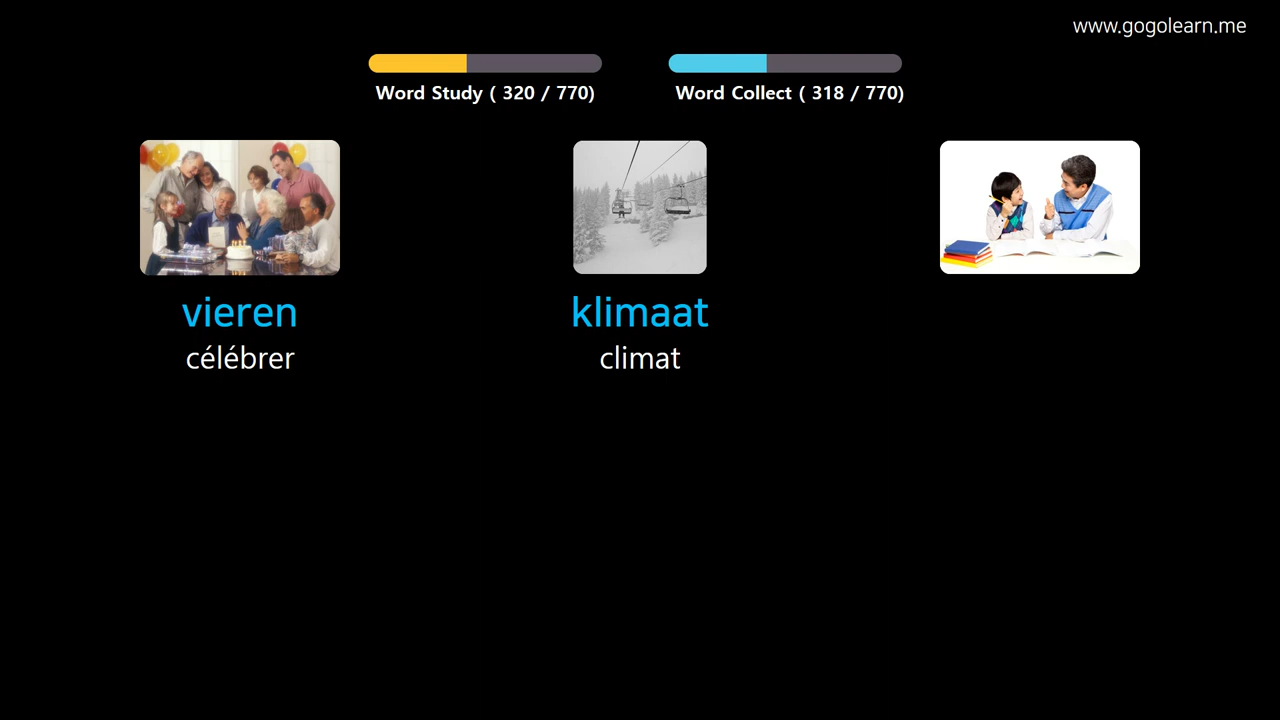 www.gogolearn.me
Word Study ( 320 / 770)
Word Collect ( 318 / 770)
vieren
célébrer
klimaat
climat